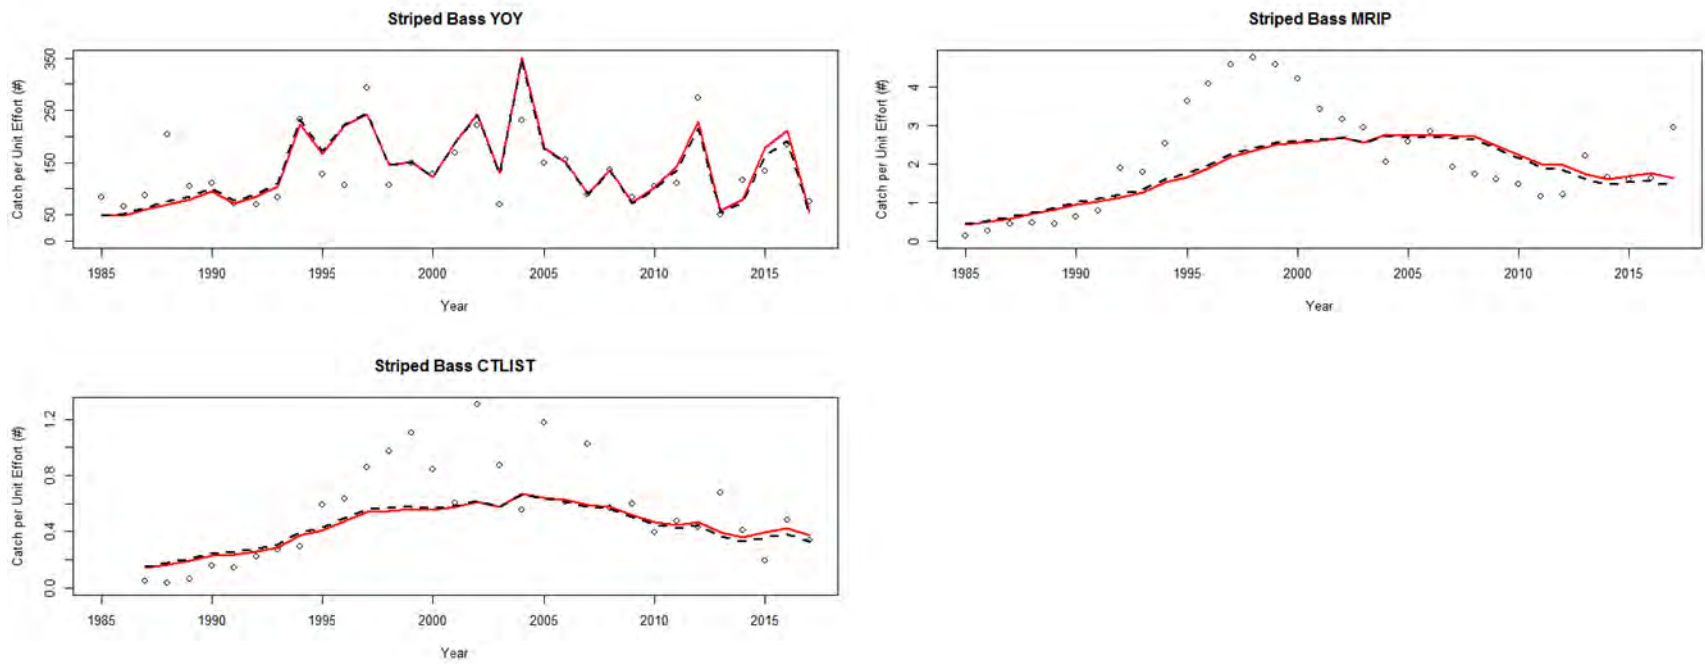 Striped Bass YOY
Catch per Unit Effort (#)
350
250
150
50
0
1985 1990 1995 2000 2005 2010 2015
Year
Striped Bass MRIP
Catch per Unit Effort (#)
4
3
2
1
0
1985 1990 1995 2000 2005 2010 2015
Year
Striped Bass CTLIST
Catch per Unit Effort (#)
1.2
0.8
0.4
0.0
1985 1990 1995 2000 2005 2010 2015
Year